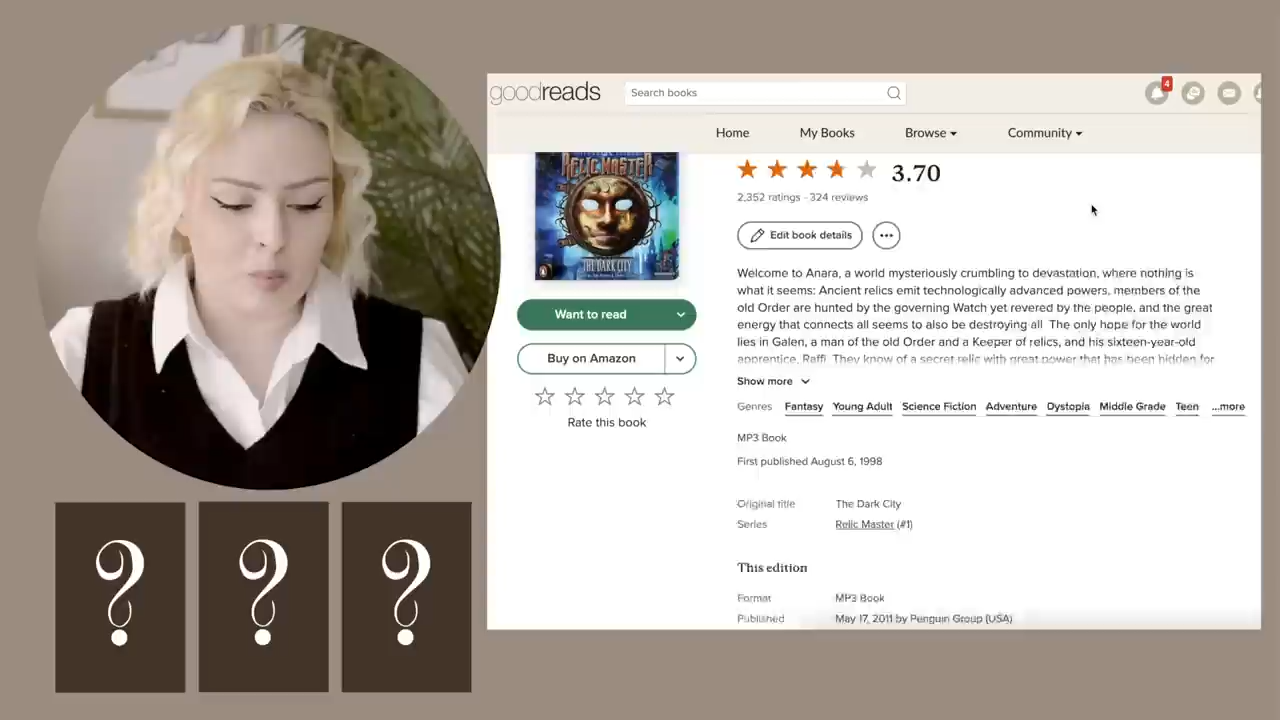 goodreads
Search books
4
Home My Books Browse Community
RELIC MASTER
THE DARK CITY
3.70
2,352 ratings · 324 reviews
Edit book details
Welcome to Anara, a world mysteriously crumbling to devastation, where nothing is
what it seems: Ancient relics emit technologically advanced powers, members of the
old Order are hunted by the governing Watch yet revered by the people, and the great
energy that connects all seems to also be destroying all. The only hope for the world
lies in Galen, a man of the old Order and a Keeper of relics, and his sixteen-year-old
apprentice, Raffi. They know of a secret relic with great power that has been hidden for
Show more
Want to read
Buy on Amazon
Rate this book
Genres Fantasy Young Adult Science Fiction Adventure Dystopia Middle Grade Teen ...more
MP3 Book
First published August 6, 1998
Original title The Dark City
Series Relic Master (#1)
This edition
Format MP3 Book
Published May 17, 2011 by Penguin Group (USA)
? ? ?